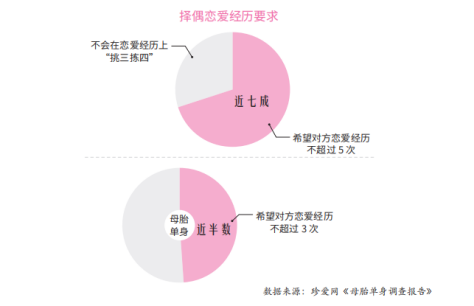 择偶恋爱经历要求
不会在恋爱经历上
“挑三拣四”
近七成
希望对方恋爱经历
不超过 5 次
母胎
单身
近半数
希望对方恋爱经历
不超过 3 次
数据来源：珍爱网《母胎单身调查报告》